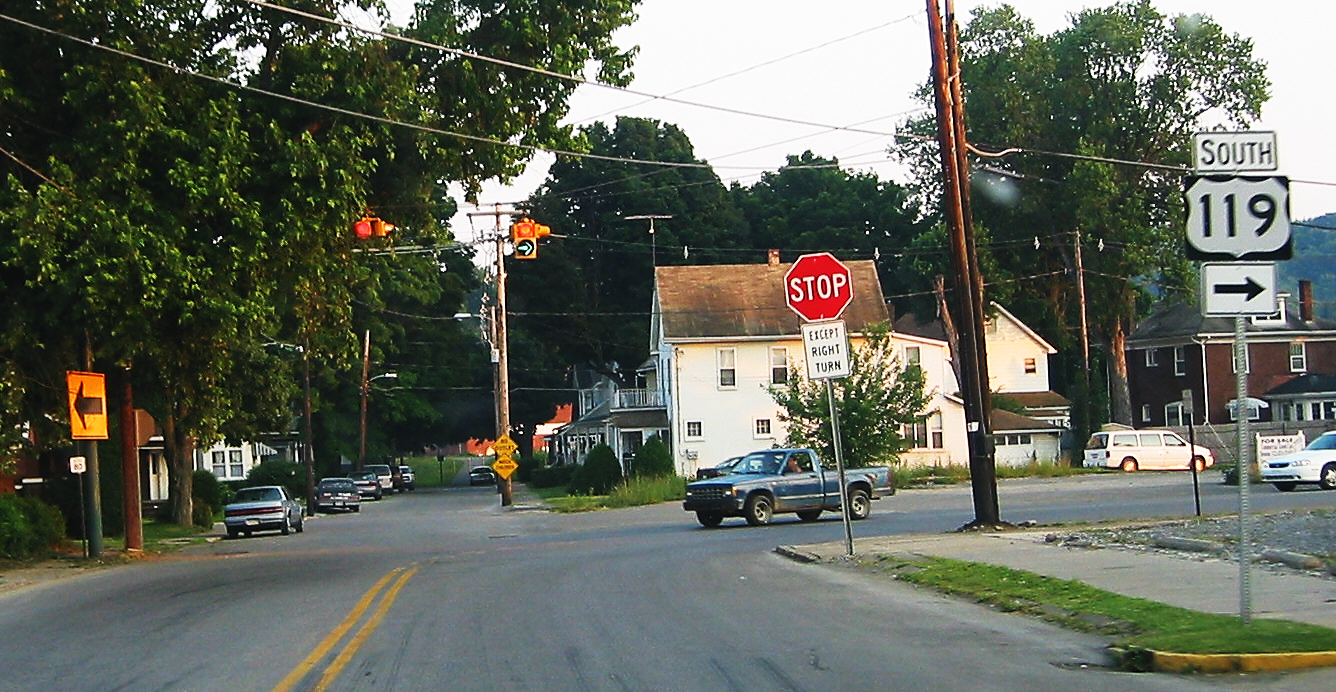 SOUTH
119
STOP
EXCEPT
RIGHT
TURN
FOR SALE